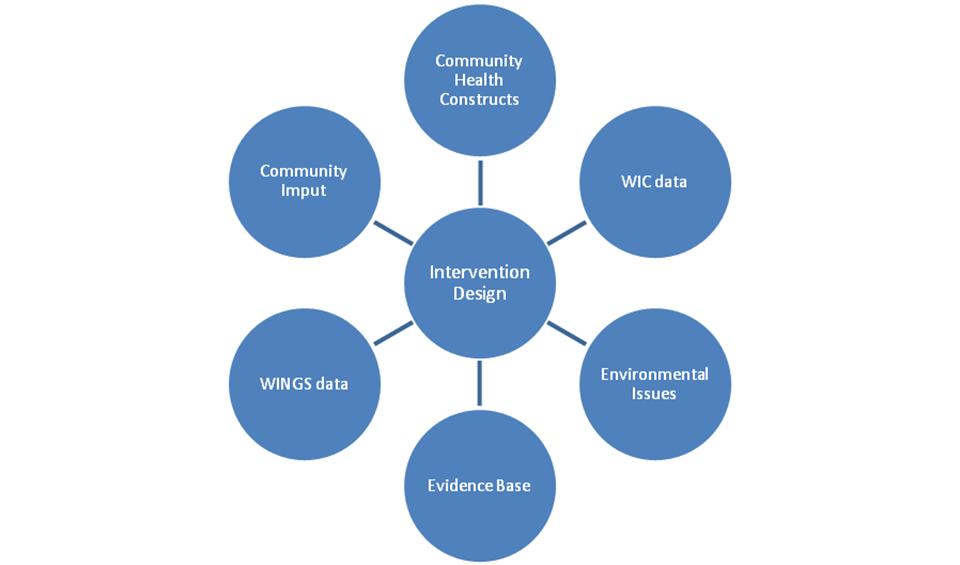 Community
Health
Constructs
WIC data
Environmental
Issues
Evidence Base
WINGS data
Community
Imput
Intervention
Design